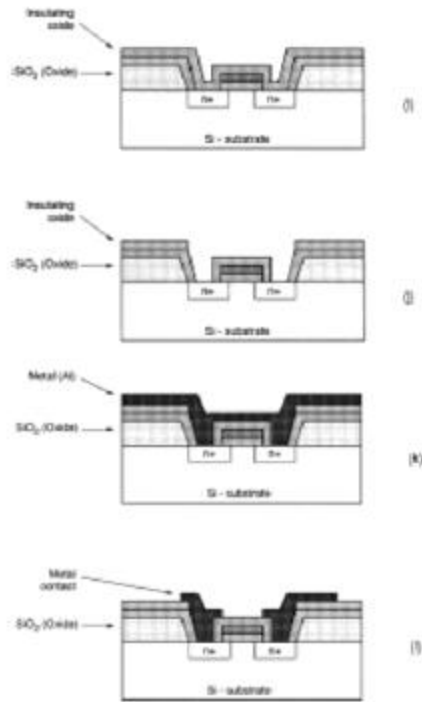 Insulating
oxide
SiO₂ (Oxide)
n+ n+
(i)
Si - substrate
Insulating
oxide
SiO₂ (Oxide)
n+ n+
(j)
Si - substrate
Metal (Al)
SiO₂ (Oxide)
n+ n+
(k)
Si - substrate
Metal
contact
SiO₂ (Oxide)
n+ n+
(l)
Si - substrate